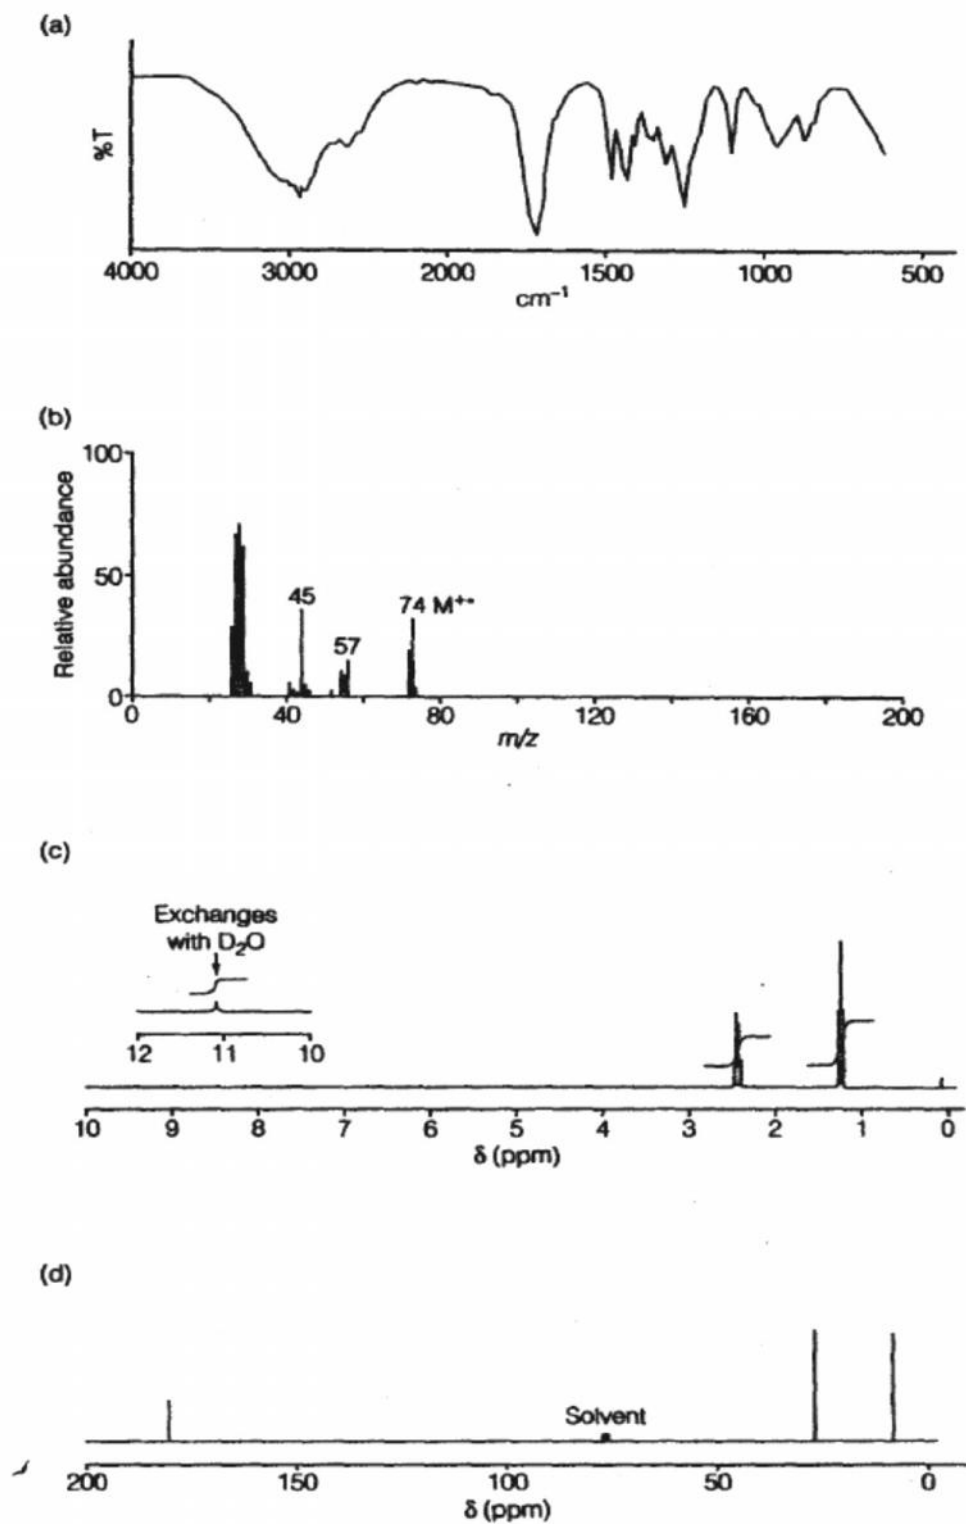 (a)
%T
4000 3000 2000 1500 1000 500
cm⁻¹
(b)
Relative abundance
100
50
0
45
57
74 M⁺•
0 40 80 120 160 200
m/z
(c)
Exchanges
with D₂O
12 11 10
10 9 8 7 6 5 4 3 2 1 0
δ (ppm)
(d)
Solvent
200 150 100 50 0
δ (ppm)